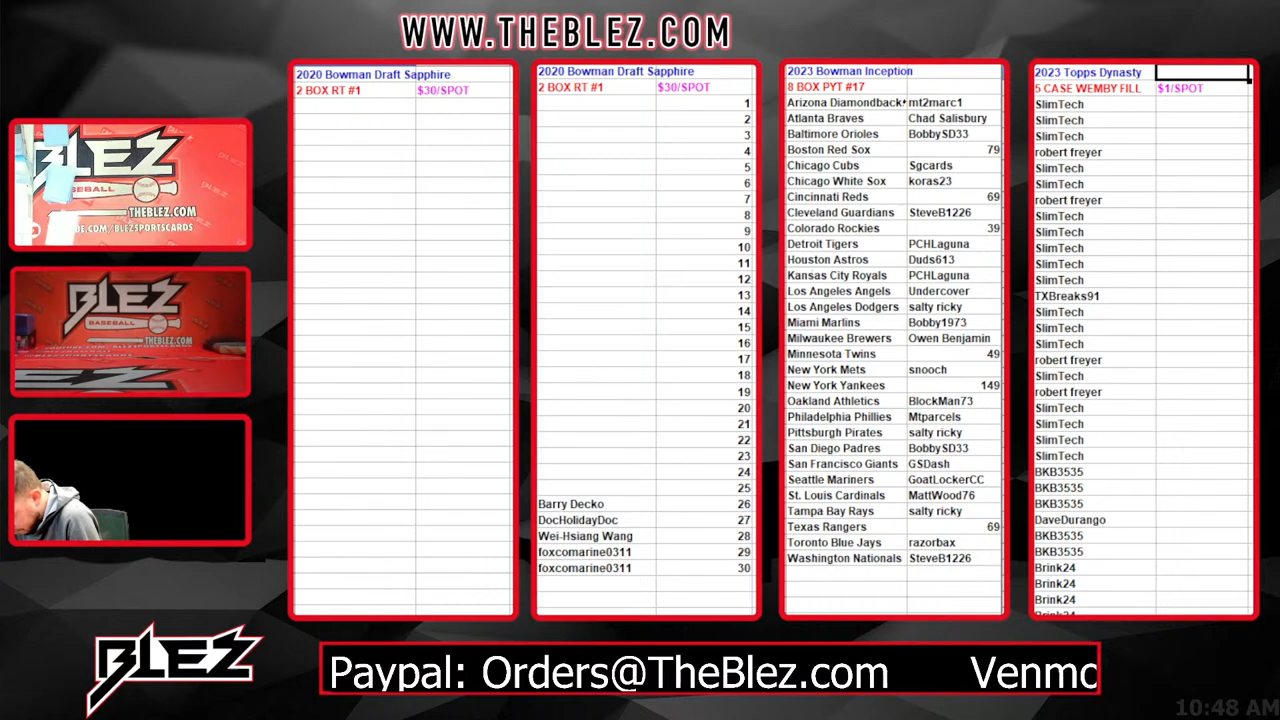 WWW.THEBLEZ.COM
BLEZ
BASEBALL
THEBLEZ.COM
BLEZ
BASEBALL
THEBLEZ.COM
2020 Bowman Draft Sapphire
2 BOX RT #1 $30/SPOT
2020 Bowman Draft Sapphire
2 BOX RT #1 $30/SPOT
1
2
3
4
5
6
7
8
9
10
11
12
13
14
15
16
17
18
19
20
21
22
23
24
25
Barry Decko 26
DocHolidayDoc 27
Wei-Hsiang Wang 28
foxcomarine0311 29
foxcomarine0311 30
2023 Bowman Inception
8 BOX PYT #17
Arizona Diamondback mt2marc1
Atlanta Braves Chad Salisbury
Baltimore Orioles BobbySD33
Boston Red Sox 79
Chicago Cubs Sgcards
Chicago White Sox koras23
Cincinnati Reds 69
Cleveland Guardians SteveB1226
Colorado Rockies 39
Detroit Tigers PCHLaguna
Houston Astros Duds613
Kansas City Royals PCHLaguna
Los Angeles Angels Undercover
Los Angeles Dodgers salty ricky
Miami Marlins Bobby1973
Milwaukee Brewers Owen Benjamin
Minnesota Twins 49
New York Mets snooch
New York Yankees 149
Oakland Athletics BlockMan73
Philadelphia Phillies Mtparcels
Pittsburgh Pirates salty ricky
San Diego Padres BobbySD33
San Francisco Giants GSDash
Seattle Mariners GoatLockerCC
St. Louis Cardinals MattWood76
Tampa Bay Rays salty ricky
Texas Rangers 69
Toronto Blue Jays razorbax
Washington Nationals SteveB1226
2023 Topps Dynasty
5 CASE WEMBY FILL $1/SPOT
SlimTech
SlimTech
SlimTech
robert freyer
SlimTech
SlimTech
robert freyer
SlimTech
SlimTech
SlimTech
SlimTech
SlimTech
TXBreaks91
SlimTech
SlimTech
SlimTech
robert freyer
SlimTech
robert freyer
SlimTech
SlimTech
SlimTech
SlimTech
BKB3535
BKB3535
BKB3535
DaveDurango
BKB3535
BKB3535
Brink24
Brink24
Brink24
Brink24
BLEZ
Paypal: Orders@TheBlez.com Venmo
10:48 AM